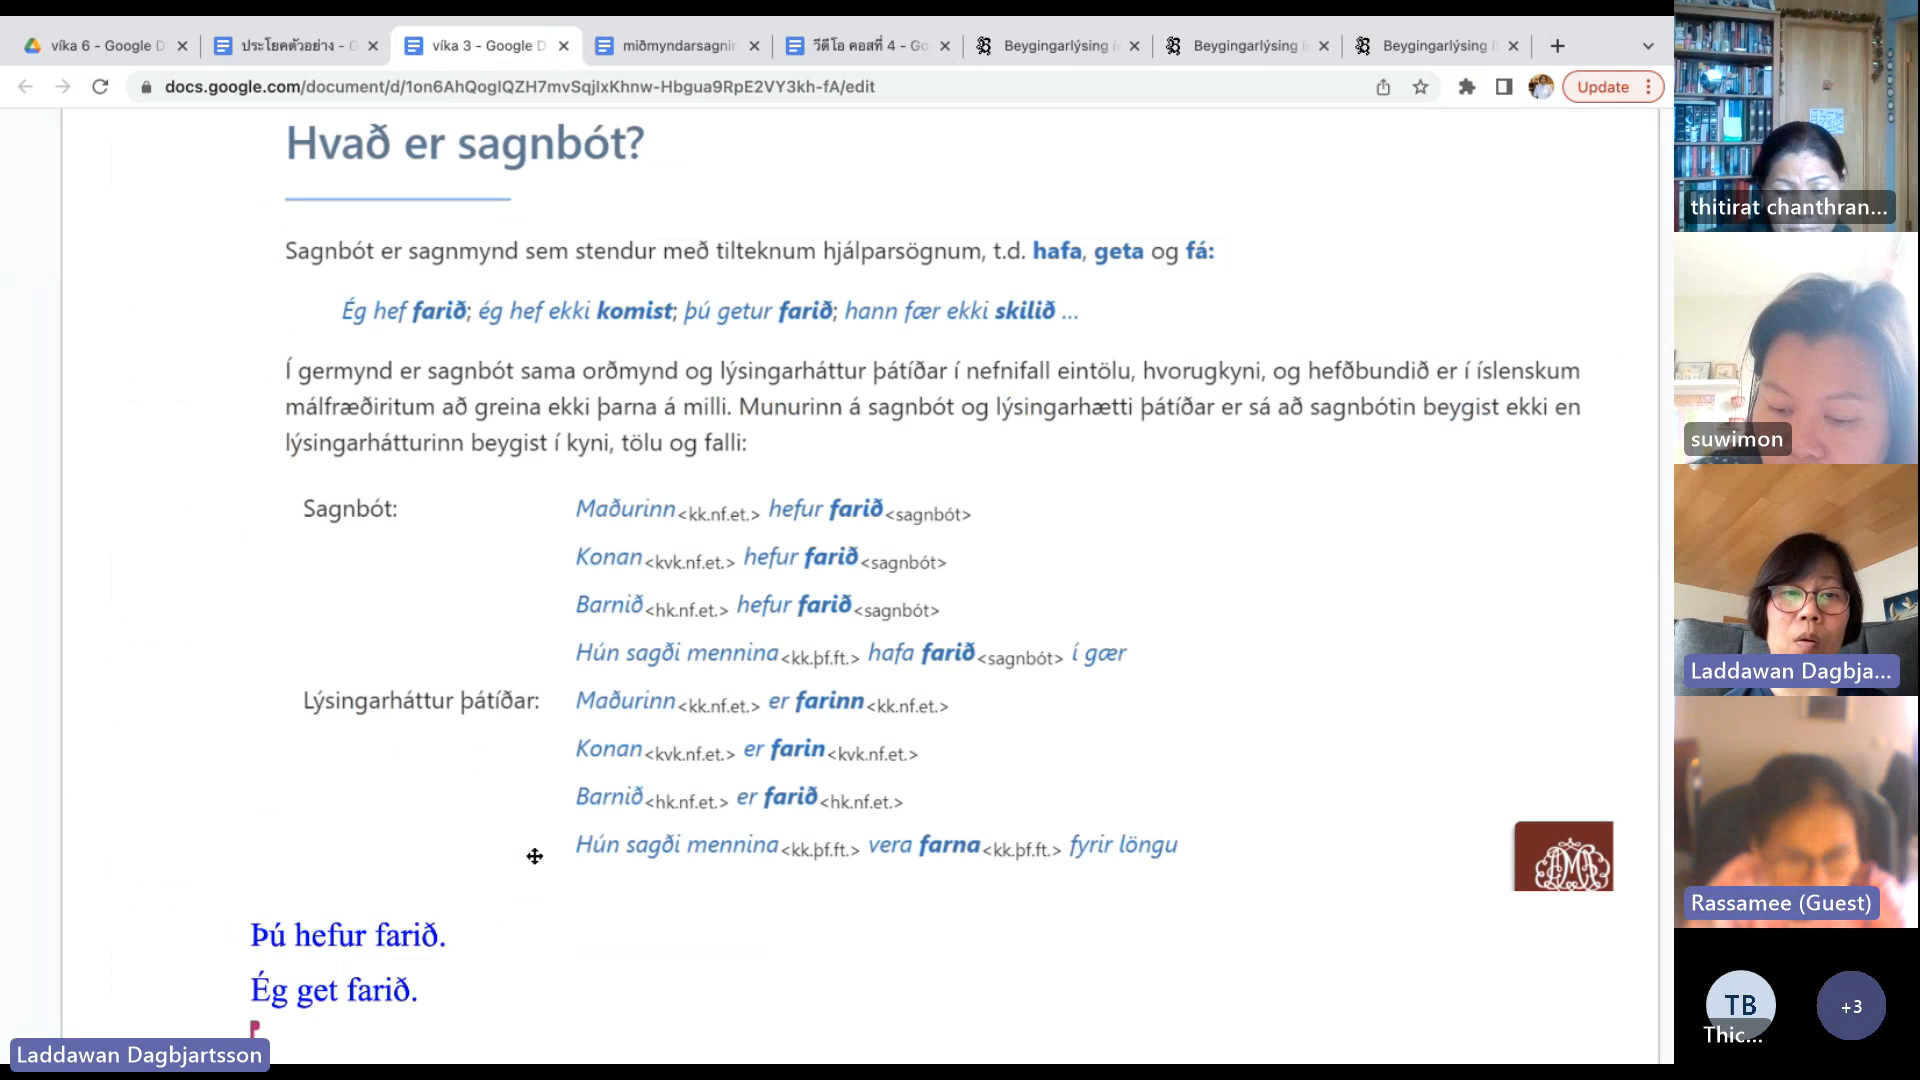 víka 6 - Google D
ประโยคตัวอย่าง - G
víka 3 - Google D
miðmyndarsagnir
วีดีโอ คอสที่ 4 - Go
Beygingarlýsing í
Beygingarlýsing í
Beygingarlýsing í
docs.google.com/document/d/1on6AhQogIQZH7mvSqjIxKhnw-Hbgua9RpE2VY3kh-fA/edit
Update
Hvað er sagnbót?
Sagnbót er sagnmynd sem stendur með tilteknum hjálparsögnum, t.d. hafa, geta og fá:
Ég hef farið; ég hef ekki komist; þú getur farið; hann fær ekki skilið ...
Í germynd er sagnbót sama orðmynd og lýsingarháttur þátíðar í nefnifall eintölu, hvorugkyni, og hefðbundið er í íslenskum
málfræðiritum að greina ekki þarna á milli. Munurinn á sagnbót og lýsingarhætti þátíðar er sá að sagnbótin beygist ekki en
lýsingarhátturinn beygist í kyni, tölu og falli:
Sagnbót: Maðurinn<kk.nf.et.> hefur farið<sagnbót>
Konan<kvk.nf.et.> hefur farið<sagnbót>
Barnið<hk.nf.et.> hefur farið<sagnbót>
Hún sagði mennina<kk.þf.ft.> hafa farið<sagnbót> í gær
Lýsingarháttur þátíðar: Maðurinn<kk.nf.et.> er farinn<kk.nf.et.>
Konan<kvk.nf.et.> er farin<kvk.nf.et.>
Barnið<hk.nf.et.> er farið<hk.nf.et.>
Hún sagði mennina<kk.þf.ft.> vera farna<kk.þf.ft.> fyrir löngu
Þú hefur farið.
Ég get farið.
Laddawan Dagbjartsson
thitirat chanthran...
suwimon
Laddawan Dagbja...
Rassamee (Guest)
TB
Thic...
+3